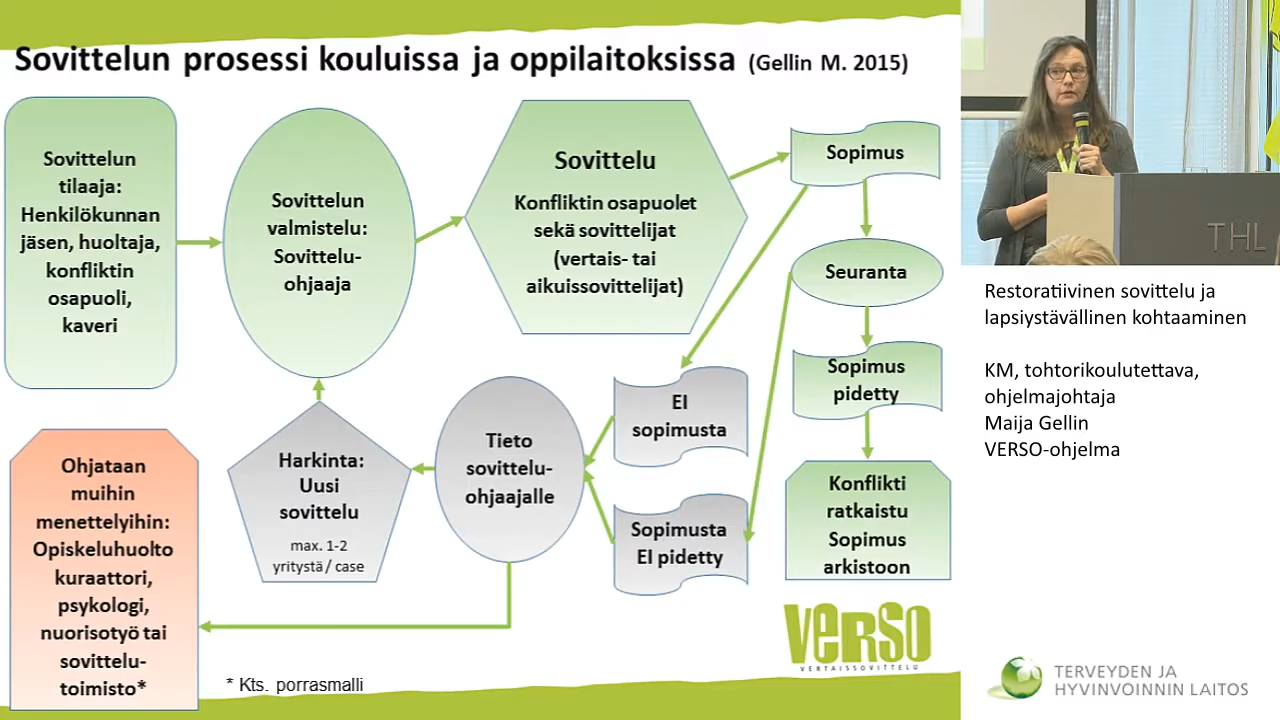 Sovittelun prosessi kouluissa ja oppilaitoksissa (Gellin M. 2015)
Sovittelun
tilaaja:
Henkilökunnan
jäsen, huoltaja,
konfliktin
osapuoli,
kaveri
Sovittelun
valmistelu:
Sovittelu-
ohjaaja
Sovittelu
Konfliktin osapuolet
sekä sovittelijat
(vertais- tai
aikuissovittelijat)
Sopimus
Seuranta
Sopimus
pidetty
Konflikti
ratkaistu
Sopimus
arkistoon
EI
sopimusta
Sopimusta
EI pidetty
Tieto
sovittelu-
ohjaajalle
Harkinta:
Uusi
sovittelu
max. 1-2
yritystä / case
Ohjataan
muihin
menettelyihin:
Opiskeluhuolto
kuraattori,
psykologi,
nuorisotyö tai
sovittelu-
toimisto*
* Kts. porrasmalli
VERSO
VERTAISSOVITTELU
THL
Restoratiivinen sovittelu ja
lapsiystävällinen kohtaaminen
KM, tohtorikoulutettava,
ohjelmajohtaja
Maija Gellin
VERSO-ohjelma
TERVEYDEN JA
HYVINVOINNIN LAITOS